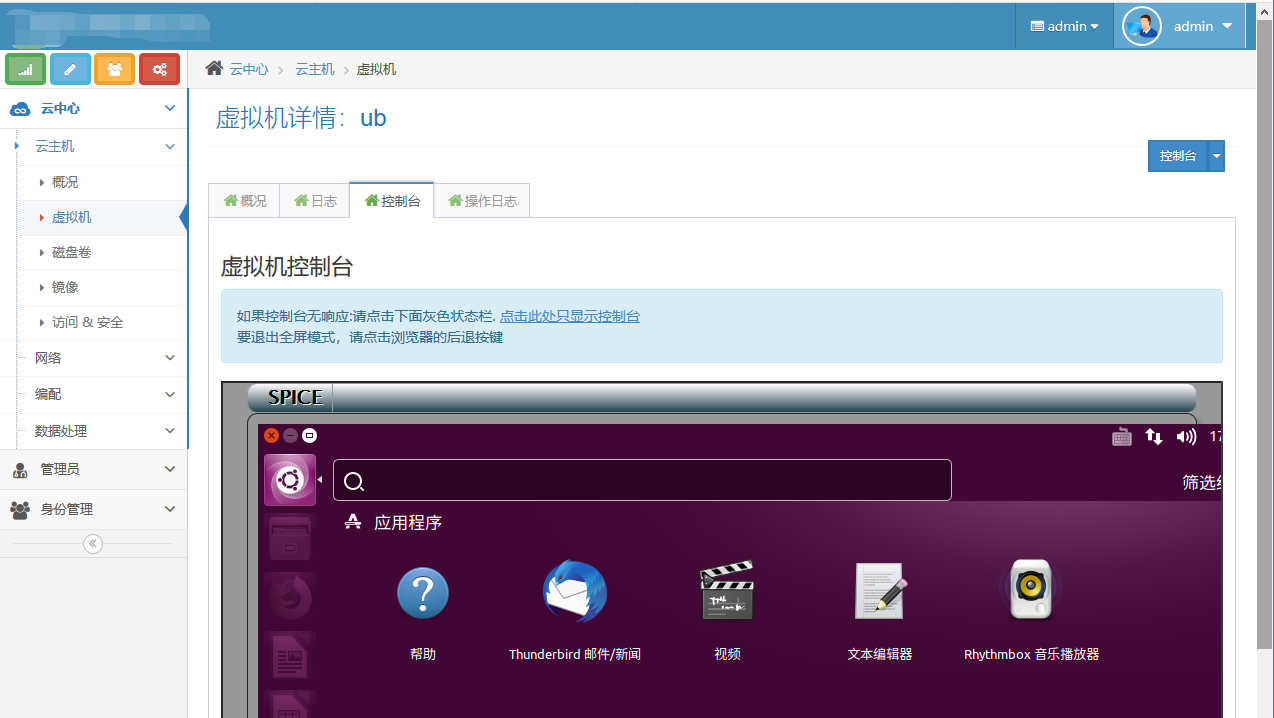 admin
admin
云中心 > 云主机 > 虚拟机
云中心
云主机
概况
虚拟机
磁盘卷
镜像
访问 & 安全
网络
编配
数据处理
管理员
身份管理
虚拟机详情：ub
控制台
概况
日志
控制台
操作日志
虚拟机控制台
如果控制台无响应:请点击下面灰色状态栏. 点击此处只显示控制台
要退出全屏模式，请点击浏览器的后退按键
SPICE
17
筛选
应用程序
帮助
Thunderbird 邮件/新闻
视频
文本编辑器
Rhythmbox 音乐播放器